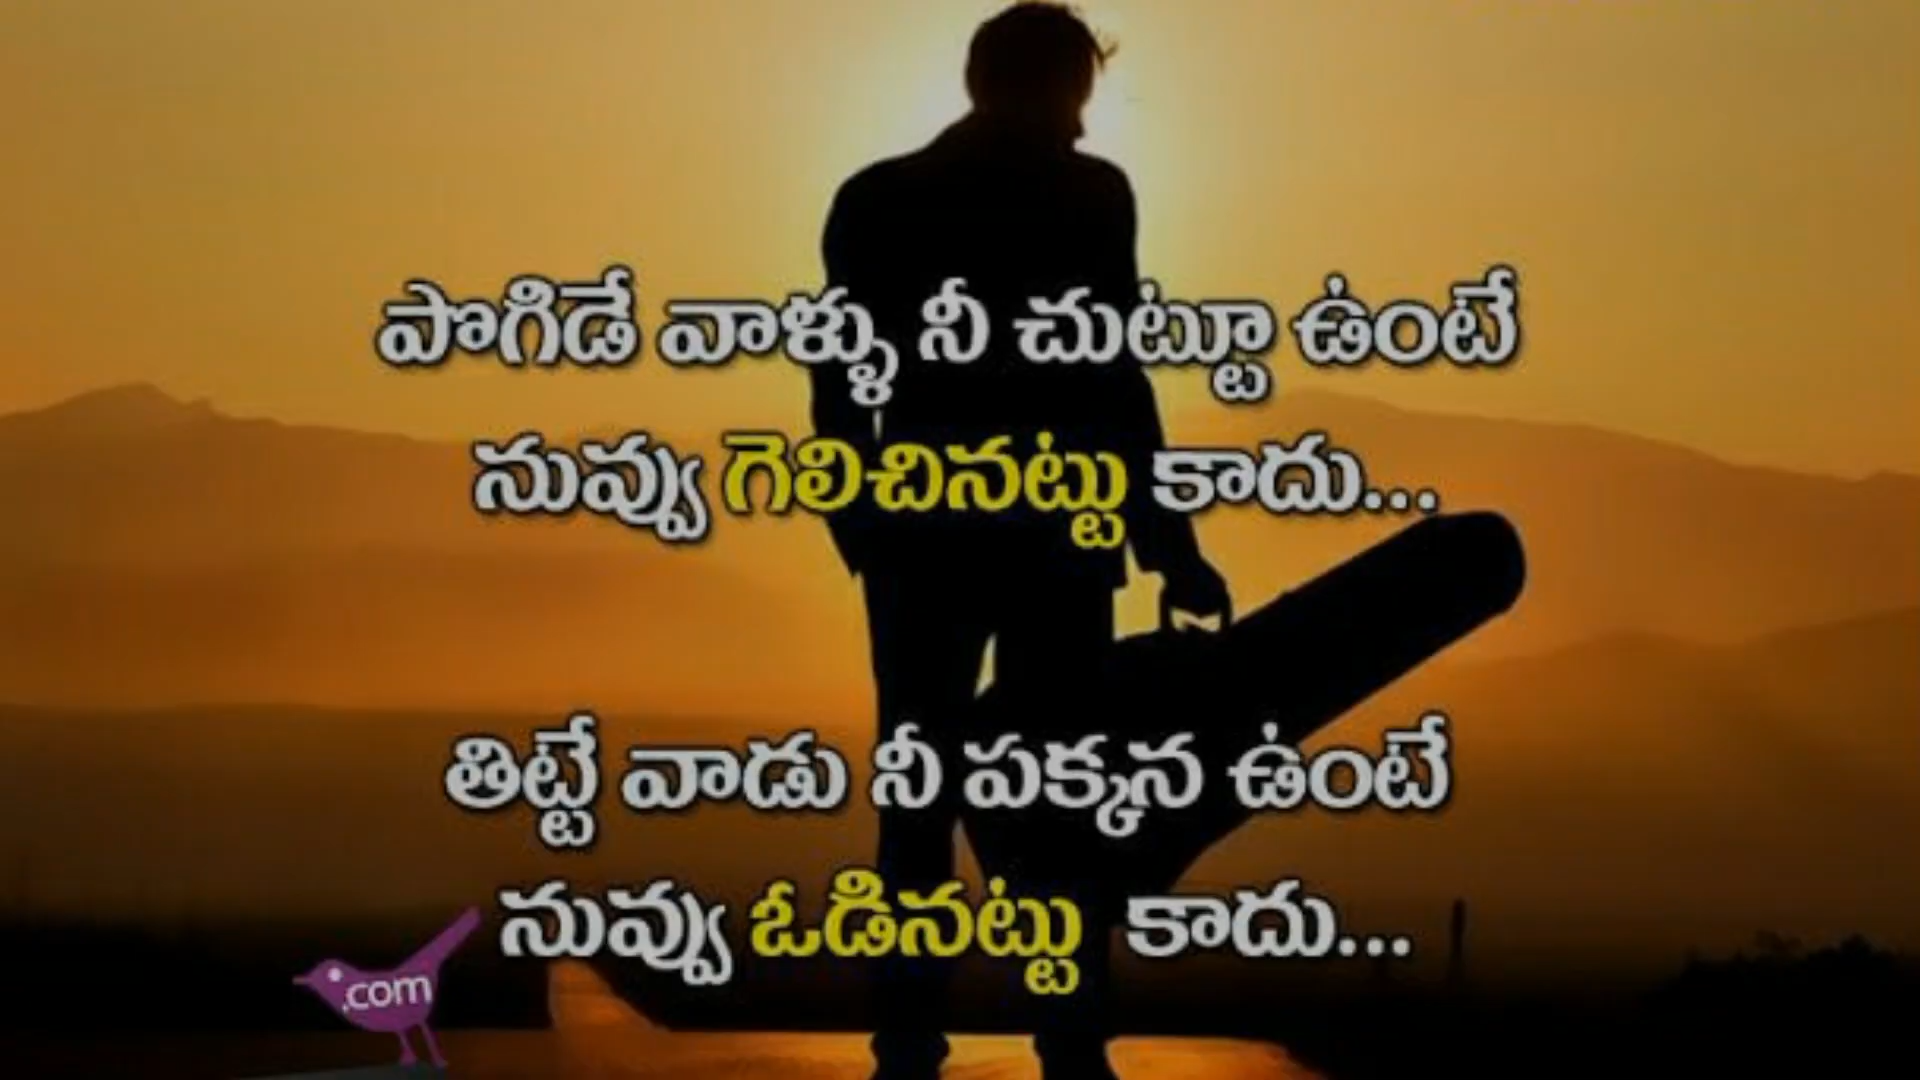 పొగిడే వాళ్ళు నీ చుట్టూ ఉంటే
నువ్వు గెలిచినట్టు కాదు...
తిట్టే వాడు నీ పక్కన ఉంటే
నువ్వు ఓడినట్టు కాదు...
.com